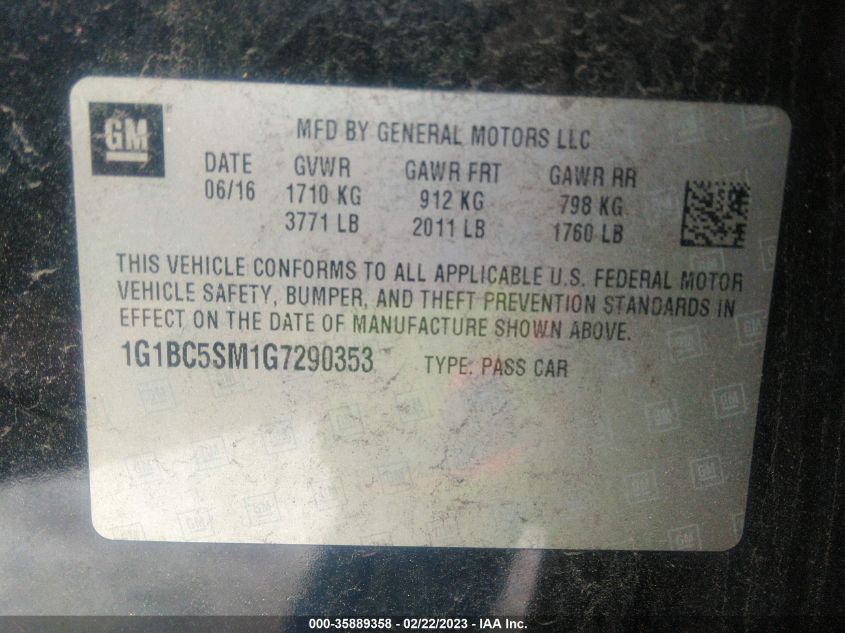 GM
®
MFD BY GENERAL MOTORS LLC
DATE GVWR GAWR FRT GAWR RR
06/16 1710 KG 912 KG 798 KG
3771 LB 2011 LB 1760 LB
THIS VEHICLE CONFORMS TO ALL APPLICABLE U.S. FEDERAL MOTOR
VEHICLE SAFETY, BUMPER, AND THEFT PREVENTION STANDARDS IN
EFFECT ON THE DATE OF MANUFACTURE SHOWN ABOVE.
1G1BC5SM1G7290353 TYPE: PASS CAR
000-35889358 - 02/22/2023 - IAA Inc.